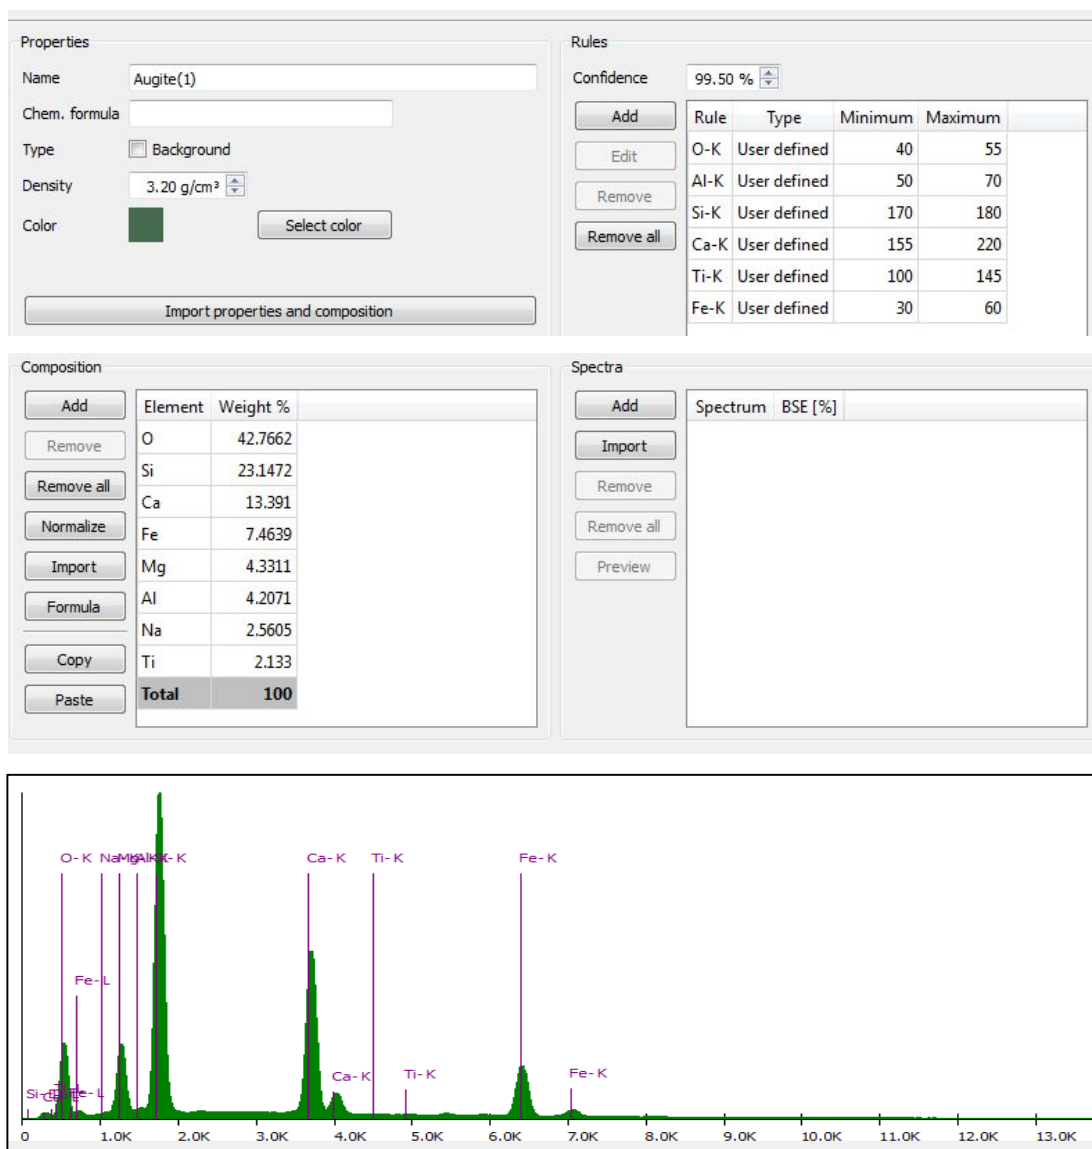 Properties
Name Augite(1)
Chem. formula
Type Background
Density 3.20 g/cm³
Color Select color
Import properties and composition
Rules
Confidence 99.50 %
Add
Edit
Remove
Remove all
Rule Type Minimum Maximum
O-K User defined 40 55
Al-K User defined 50 70
Si-K User defined 170 180
Ca-K User defined 155 220
Ti-K User defined 100 145
Fe-K User defined 30 60
Composition
Add
Remove
Remove all
Normalize
Import
Formula
Copy
Paste
Element Weight %
O 42.7662
Si 23.1472
Ca 13.391
Fe 7.4639
Mg 4.3311
Al 4.2071
Na 2.5605
Ti 2.133
Total 100
Spectra
Add
Import
Remove
Remove all
Preview
Spectrum BSE [%]
O-K Ca-K Ti-K Fe-K
Fe-L
Ca-K Ti-K Fe-K
0 1.0K 2.0K 3.0K 4.0K 5.0K 6.0K 7.0K 8.0K 9.0K 10.0K 11.0K 12.0K 13.0K